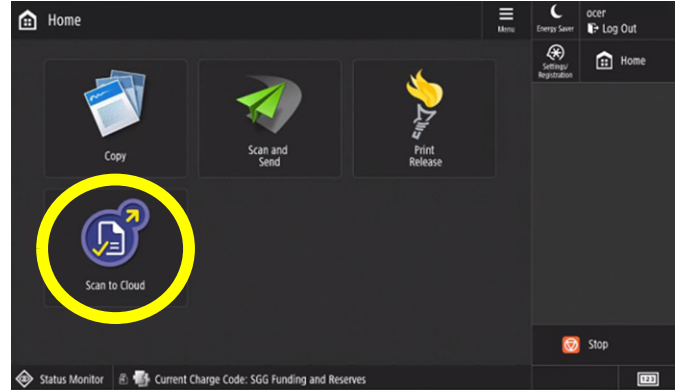 Home
Menu
Energy Saver
ocer
Log Out
Settings/
Registration
Home
Copy
Scan and
Send
Print
Release
Scan to Cloud
Stop
Status Monitor
Current Charge Code: SGG Funding and Reserves
123